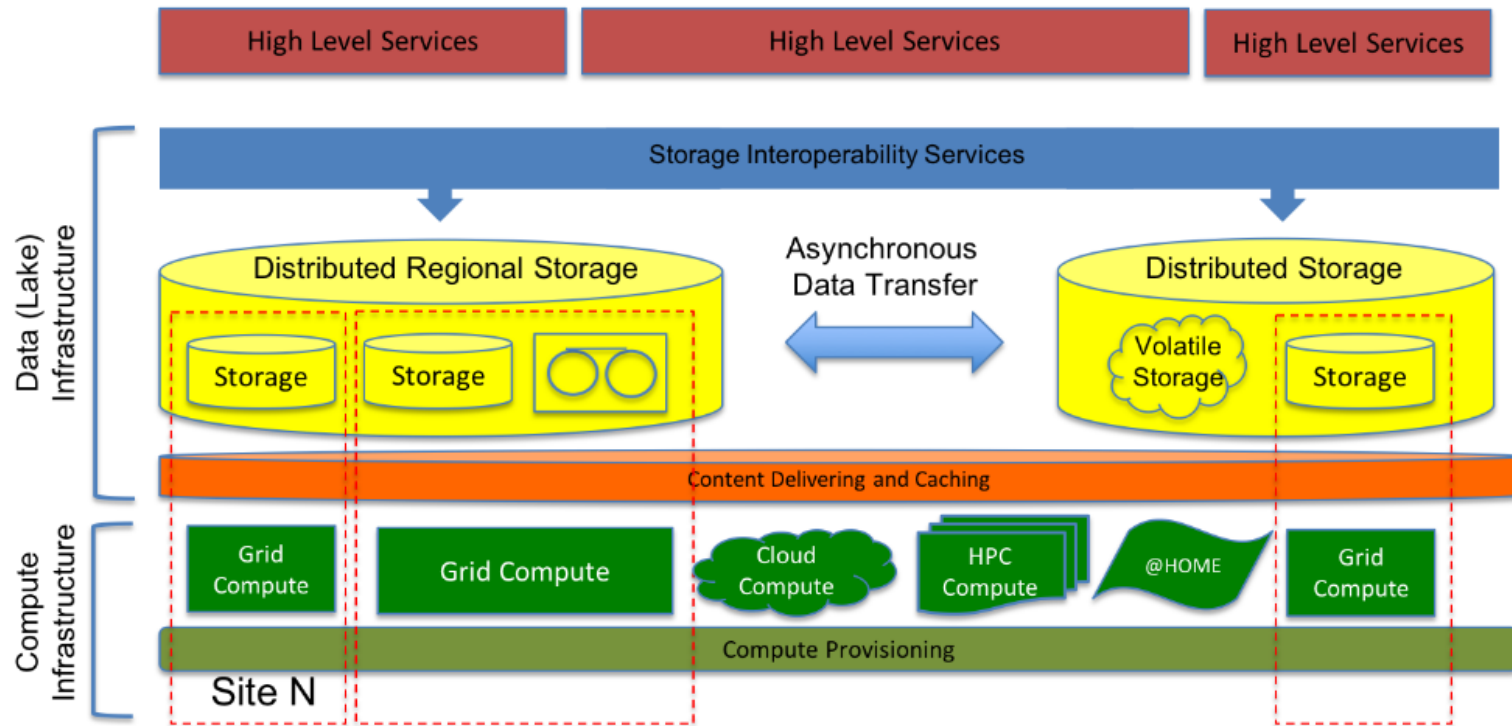 High Level Services
High Level Services
High Level Services
Storage Interoperability Services
Data (Lake)
Infrastructure
Distributed Regional Storage
Asynchronous
Data Transfer
Distributed Storage
Storage
Storage
Volatile
Storage
Storage
Content Delivering and Caching
Compute
Infrastructure
Grid
Compute
Grid Compute
Cloud
Compute
HPC
Compute
@HOME
Grid
Compute
Compute Provisioning
Site N